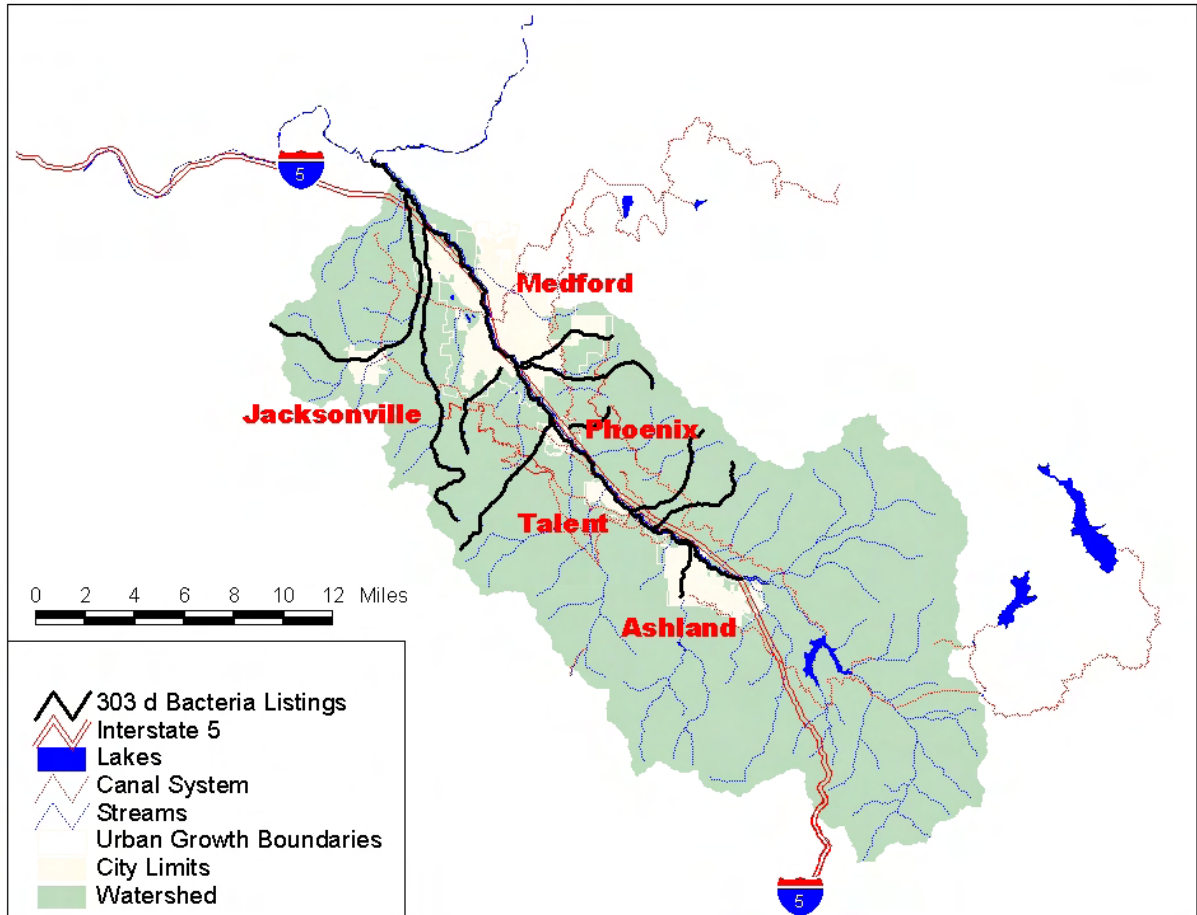 5
Medford
Jacksonville
Phoenix
Talent
Ashland
0 2 4 6 8 10 12 Miles
303 d Bacteria Listings
Interstate 5
Lakes
Canal System
Streams
Urban Growth Boundaries
City Limits
Watershed
5